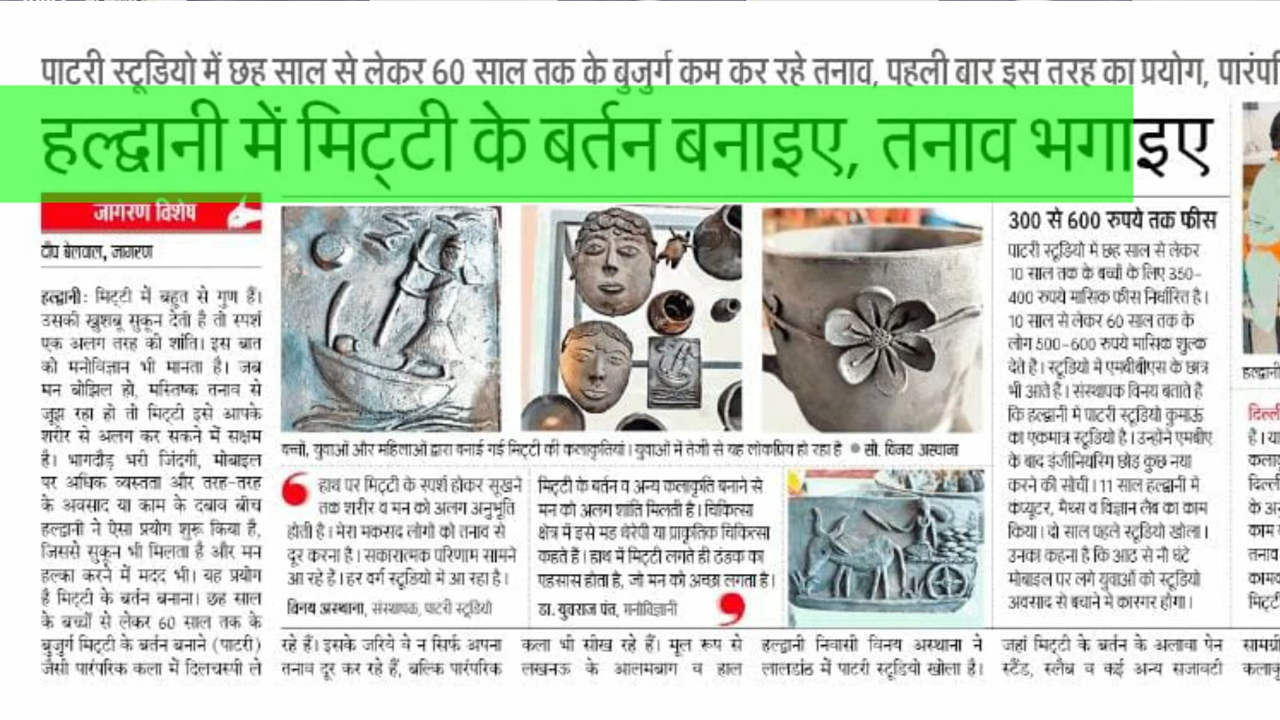 पाटरी स्टूडियो में छह साल से लेकर 60 साल तक के बुजुर्ग कम कर रहे तनाव, पहली बार इस तरह का प्रयोग,
हल्द्वानी में मिट्टी के बर्तन बनाइए, तनाव भगाइए
जागरण विशेष
दीप बेलवाल, जागरण
हल्द्वानी: मिट्टी में बहुत से गुण हैं।
उसकी खुशबू सुकून देती है तो स्पर्श
एक अलग तरह की शांति। इस बात
को मनोविज्ञान भी मानता है। जब
मन बोझिल हो, मस्तिष्क तनाव से
जूझ रहा हो तो मिट्टी इसे आपके
शरीर से अलग कर सकने में सक्षम
है। भागदौड़ भरी जिंदगी, मोबाइल
पर अधिक व्यस्तता और तरह-तरह
के अवसाद या काम के दबाव बीच
हल्द्वानी ने ऐसा प्रयोग शुरू किया है,
जिससे सुकून भी मिलता है और मन
हल्का करने में मदद भी। यह प्रयोग
है मिट्टी के बर्तन बनाना। छह साल
के बच्चों से लेकर 60 साल तक के
बुजुर्ग मिट्टी के बर्तन बनाने (पाटरी)
जैसी पारंपरिक कला में दिलचस्पी ले
बच्चों, युवाओं और महिलाओं द्वारा बनाई गई मिट्टी की कलाकृतियां। युवाओं में तेजी से यह लोकप्रिय हो रहा है ● सौ. विजय अस्थाना
हाथ पर मिट्टी के स्पर्श होकर सूखने
तक शरीर व मन को अलग अनुभूति
होती है। मेरा मकसद लोगों को तनाव से
दूर करना है। सकारात्मक परिणाम सामने
आ रहे हैं। हर वर्ग स्टूडियो में आ रहा है।
विनय अस्थाना, संस्थापक, पाटरी स्टूडियो
मिट्टी के बर्तन व अन्य कलाकृति बनाने से
मन को अलग शांति मिलती है। चिकित्सा
क्षेत्र में इसे मड थेरेपी या प्राकृतिक चिकित्सा
कहते हैं। हाथ में मिट्टी लगते ही ठंडक का
एहसास होता है, जो मन को अच्छा लगता है।
डा. युवराज पंत, मनोविज्ञानी
रहे हैं। इसके जरिये वे न सिर्फ अपना
तनाव दूर कर रहे हैं, बल्कि पारंपरिक
कला भी सीख रहे हैं। मूल रूप से
लखनऊ के आलमबाग व हाल
हल्द्वानी निवासी विनय अस्थाना ने
लालडांठ में पाटरी स्टूडियो खोला है।
300 से 600 रुपये तक फीस
पाटरी स्टूडियो में छह साल से लेकर
10 साल तक के बच्चों के लिए 350-
400 रुपये मासिक फीस निर्धारित है।
10 साल से लेकर 60 साल तक के
लोग 500-600 रुपये मासिक शुल्क
देते हैं। स्टूडियो में एमबीबीएस के छात्र
भी आते हैं। संस्थापक विनय बताते हैं
कि हल्द्वानी में पाटरी स्टूडियो कुमाऊं
का एकमात्र स्टूडियो है। उन्होंने एमबीए
के बाद इंजीनियरिंग छोड़ कुछ नया
करने की सोची। 11 साल हल्द्वानी में
कंप्यूटर, मैथ्स व विज्ञान लैब का काम
किया। दो साल पहले स्टूडियो खोला।
उनका कहना है कि आठ से नौ घंटे
मोबाइल पर लगे युवाओं को स्टूडियो
अवसाद से बचाने में कारगर होगा।
जहां मिट्टी के बर्तन के अलावा पेन
स्टैंड, स्लैब व कई अन्य सजावटी